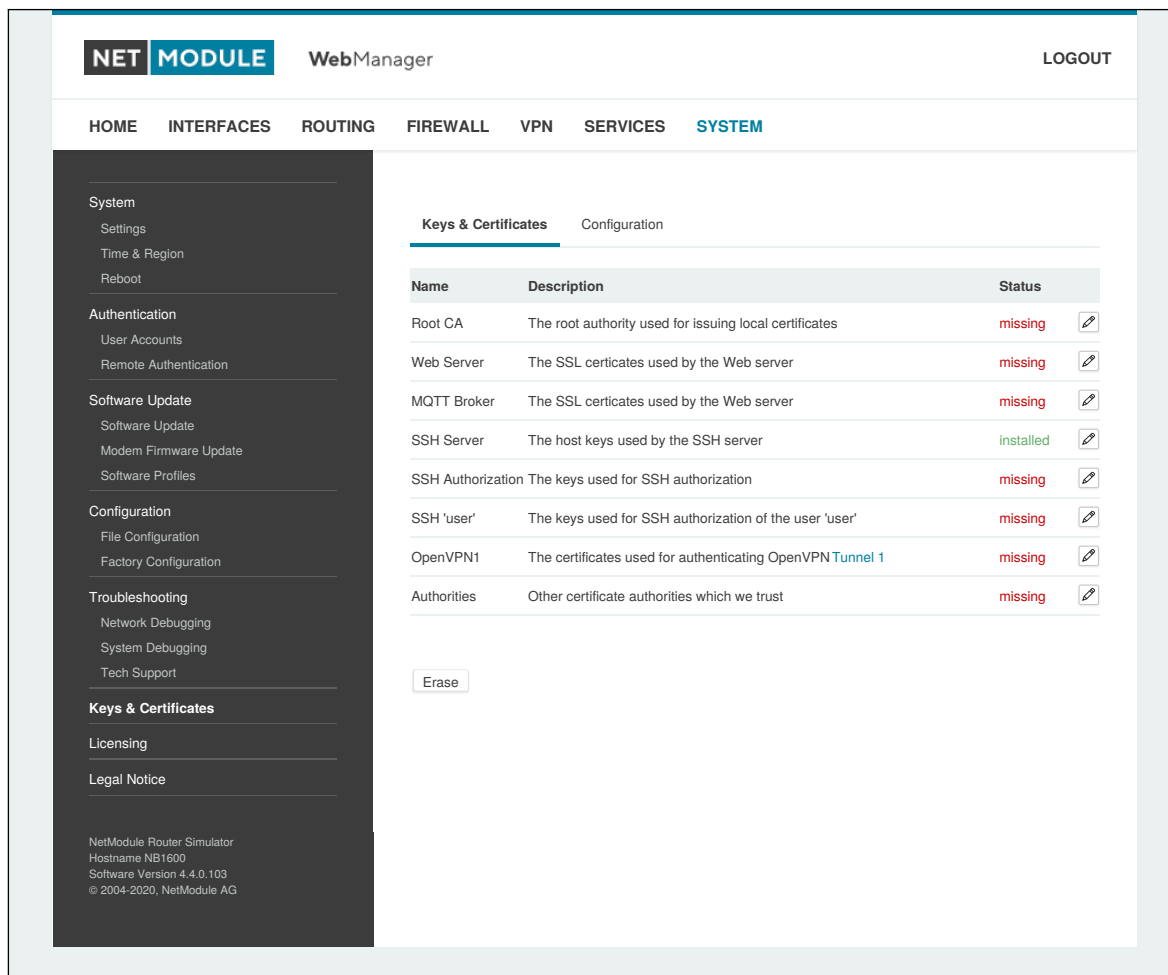 NET MODULE WebManager LOGOUT
HOME INTERFACES ROUTING FIREWALL VPN SERVICES SYSTEM
System
Settings
Time & Region
Reboot
Authentication
User Accounts
Remote Authentication
Software Update
Software Update
Modem Firmware Update
Software Profiles
Configuration
File Configuration
Factory Configuration
Troubleshooting
Network Debugging
System Debugging
Tech Support
Keys & Certificates
Licensing
Legal Notice
NetModule Router Simulator
Hostname NB1600
Software Version 4.4.0.103
© 2004-2020, NetModule AG
Keys & Certificates Configuration
Name Description Status
Root CA The root authority used for issuing local certificates missing
Web Server The SSL certicates used by the Web server missing
MQTT Broker The SSL certicates used by the Web server missing
SSH Server The host keys used by the SSH server installed
SSH Authorization The keys used for SSH authorization missing
SSH 'user' The keys used for SSH authorization of the user 'user' missing
OpenVPN1 The certificates used for authenticating OpenVPN Tunnel 1 missing
Authorities Other certificate authorities which we trust missing
Erase